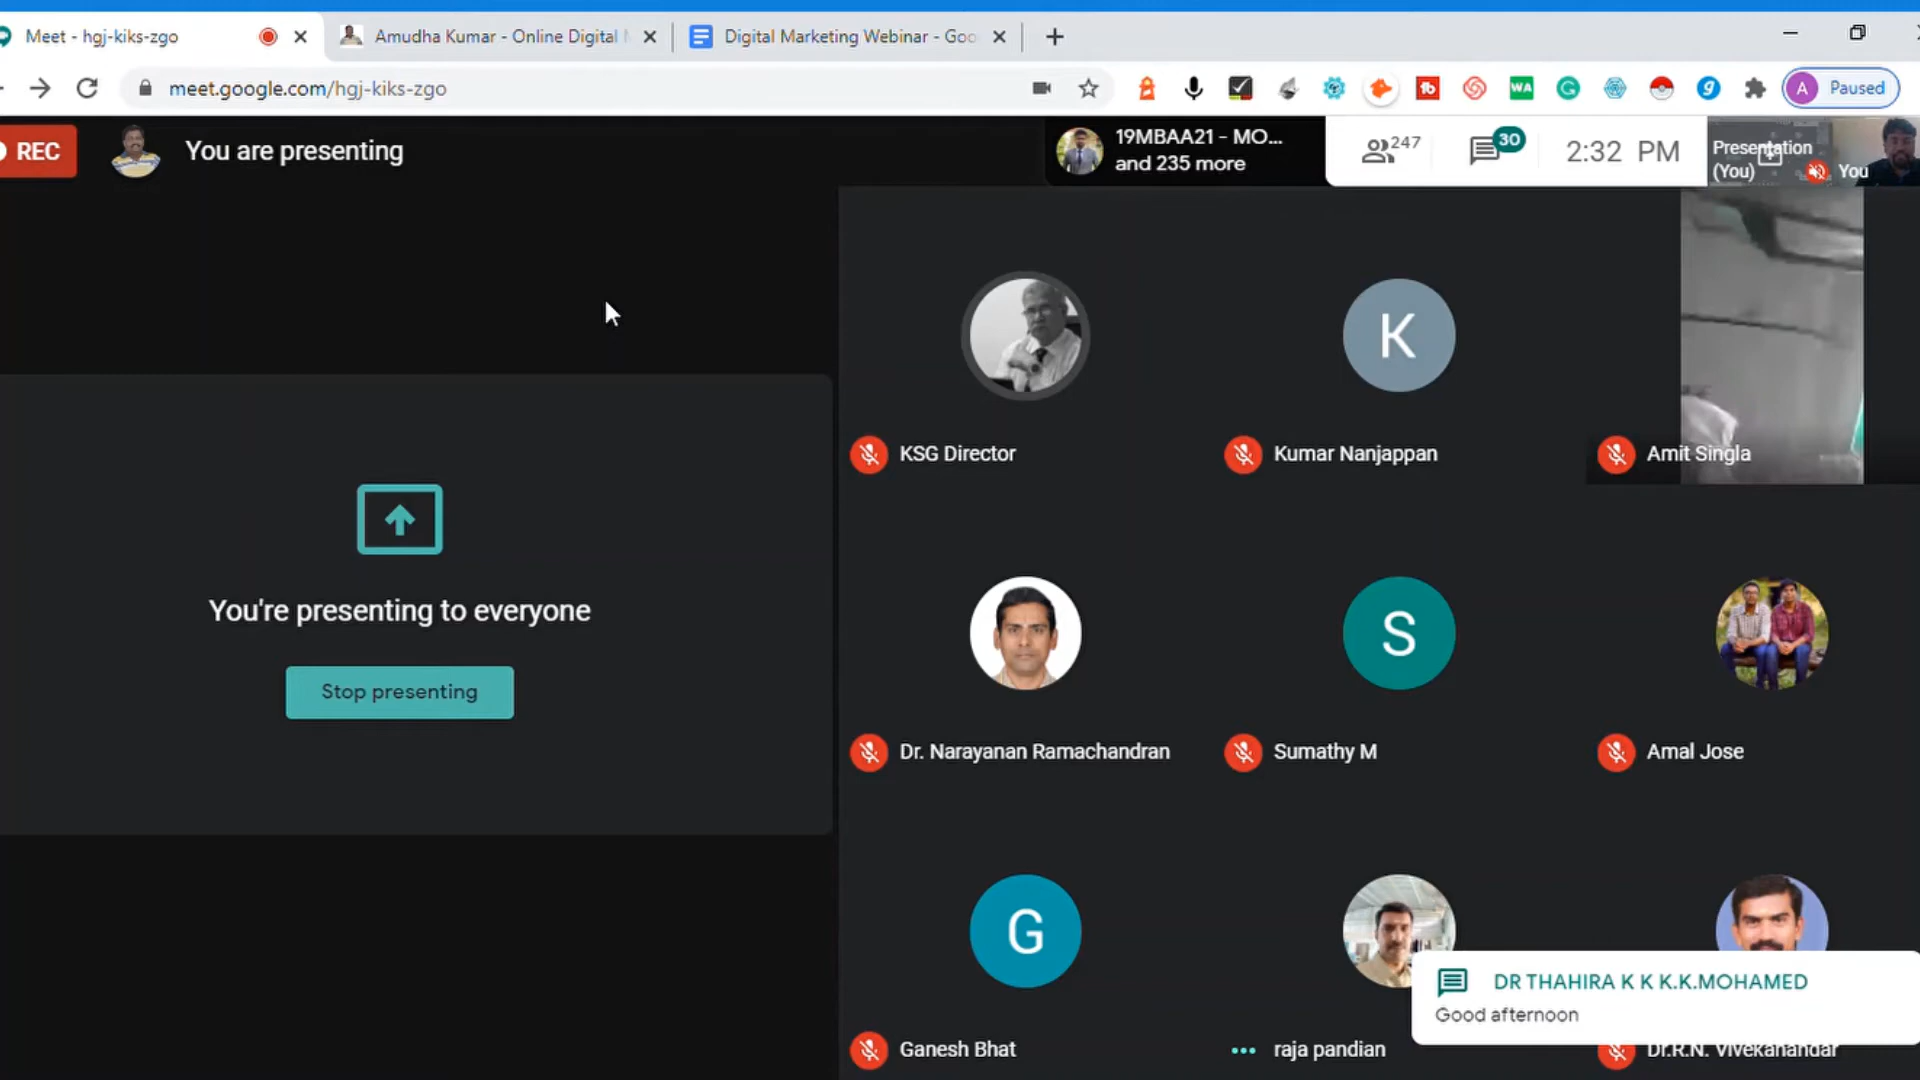 Meet - hgj-kiks-zgo
Amudha Kumar - Online Digital
Digital Marketing Webinar - Goo
meet.google.com/hgj-kiks-zgo
tb
WA
G
g
A Paused
REC
You are presenting
19MBAA21 - MO...
and 235 more
247
30
2:32 PM
Presentation
(You)
You
K
KSG Director
Kumar Nanjappan
Amit Singla
You're presenting to everyone
Stop presenting
S
Dr. Narayanan Ramachandran
Sumathy M
Amal Jose
G
DR THAHIRA K K K.K.MOHAMED
Good afternoon
Ganesh Bhat
raja pandian
Dr.R.N. Vivekanandar